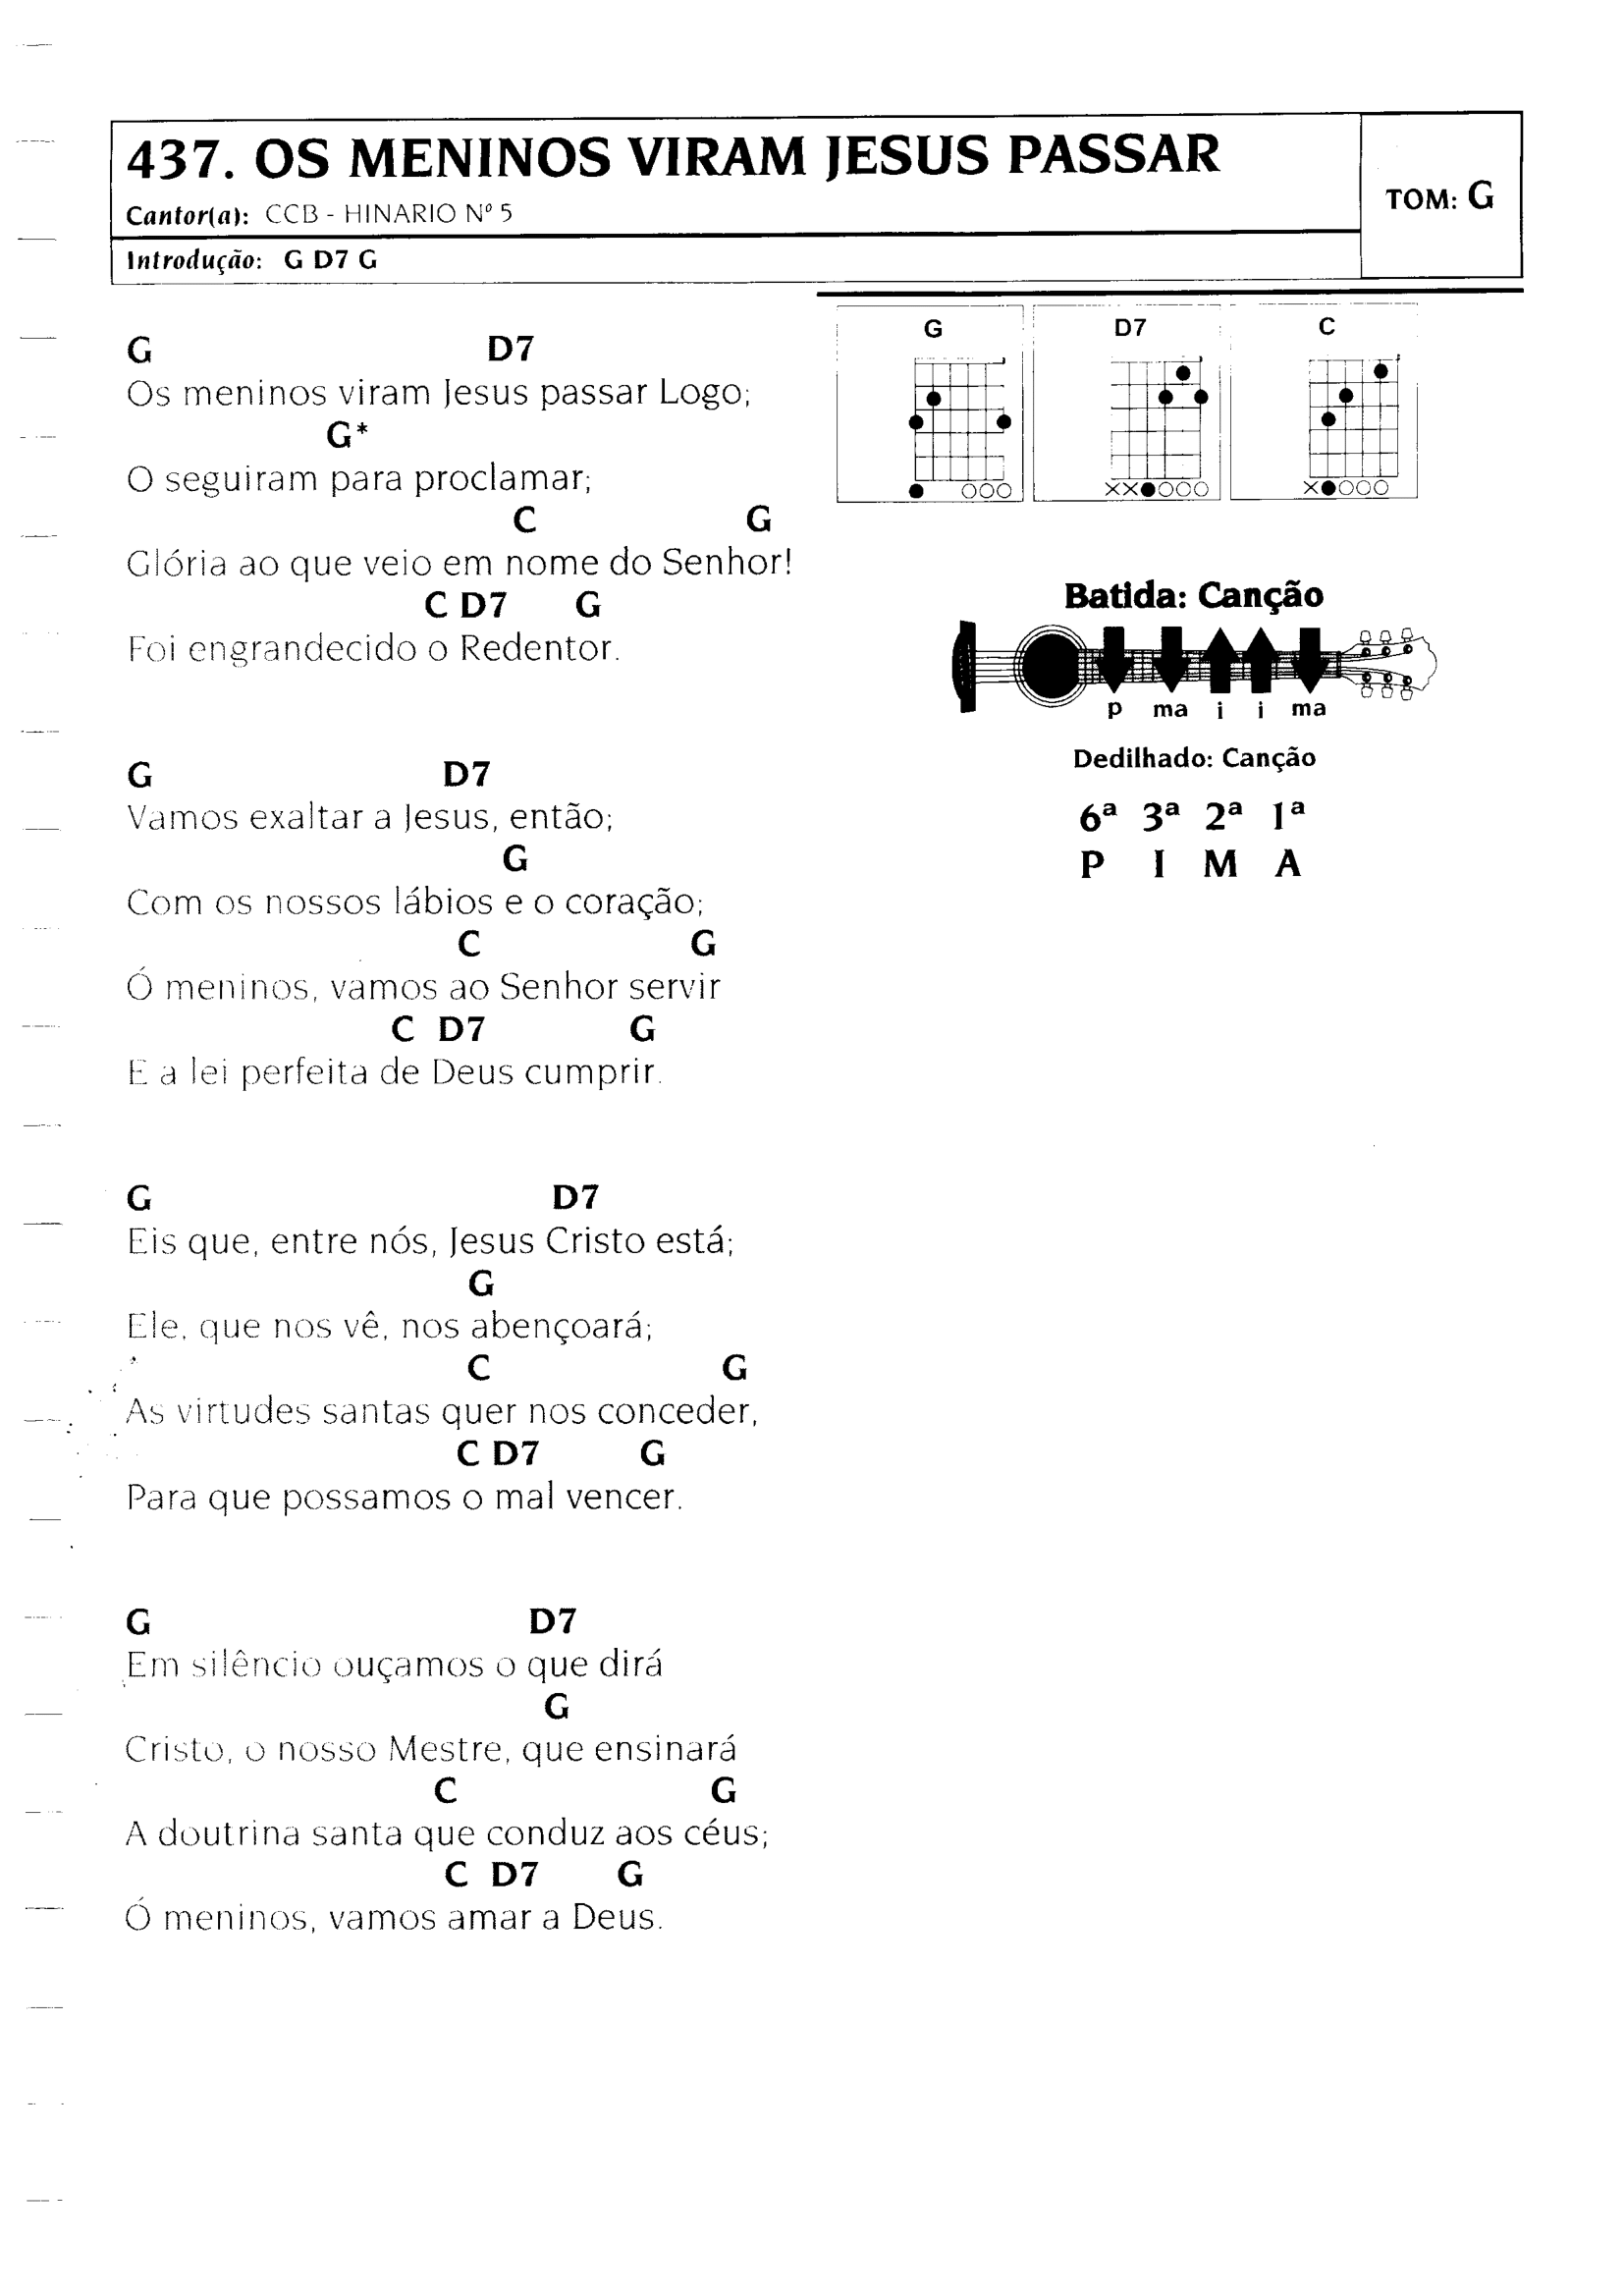 437. OS MENINOS VIRAM JESUS PASSAR
Cantor(a): CCB - HINARIO Nº 5
TOM: G
Introdução: G D7 G
G D7
Os meninos viram Jesus passar Logo;
G*
O seguiram para proclamar;
C G
Glória ao que veio em nome do Senhor!
C D7 G
Foi engrandecido o Redentor.
G D7
Vamos exaltar a Jesus, então;
G
Com os nossos lábios e o coração;
C G
Ó meninos, vamos ao Senhor servir
C D7 G
E a lei perfeita de Deus cumprir.
G D7
Eis que, entre nós, Jesus Cristo está;
G
Ele, que nos vê, nos abençoará;
C G
As virtudes santas quer nos conceder,
C D7 G
Para que possamos o mal vencer.
G D7
Em silêncio ouçamos o que dirá
G
Cristo, o nosso Mestre, que ensinará
C G
A doutrina santa que conduz aos céus;
C D7 G
Ó meninos, vamos amar a Deus.
G D7 C
XX●OOO X●OOO
● OOO
Batida: Canção
p ma i i ma
Dedilhado: Canção
6ª 3ª 2ª 1ª
P I M A